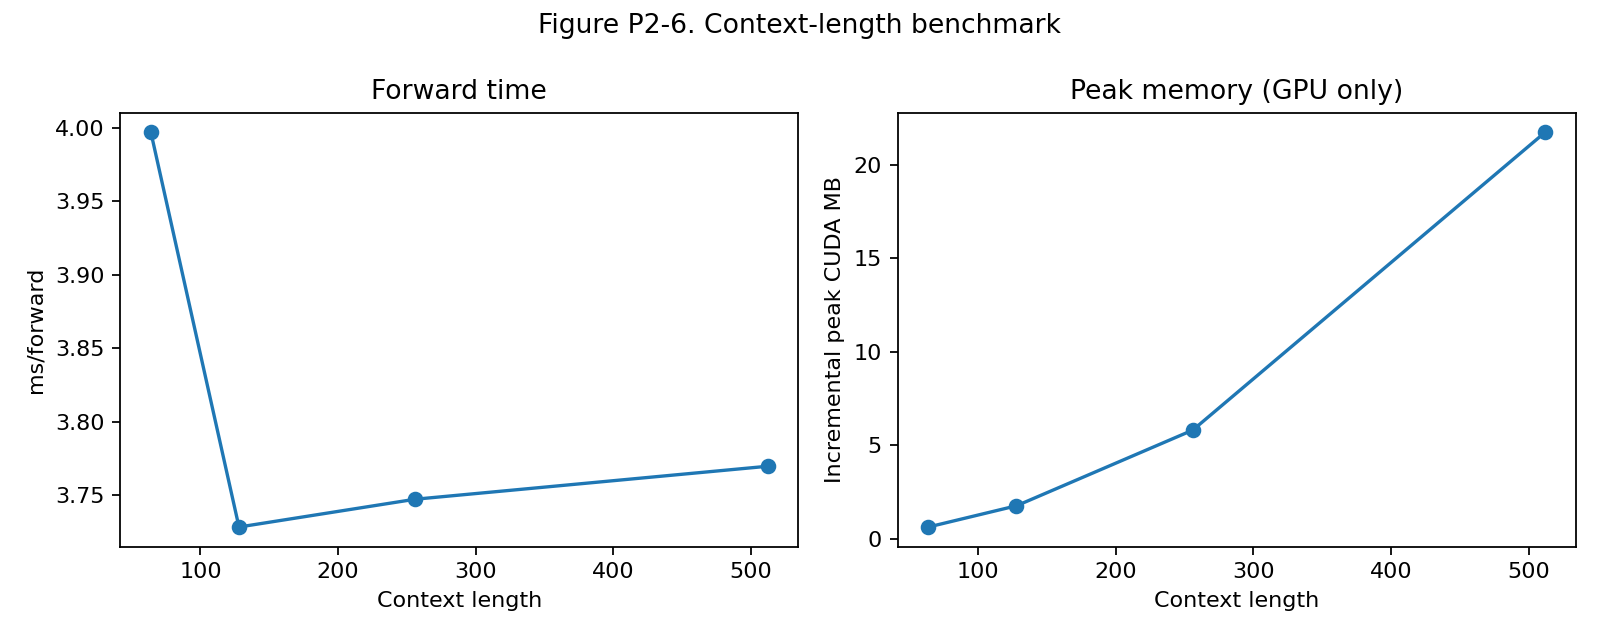 Figure P2-6. Context-length benchmark
Forward time
ms/forward
4.00
3.95
3.90
3.85
3.80
3.75
100 200 300 400 500
Context length
Peak memory (GPU only)
Incremental peak CUDA MB
20
15
10
5
0
100 200 300 400 500
Context length